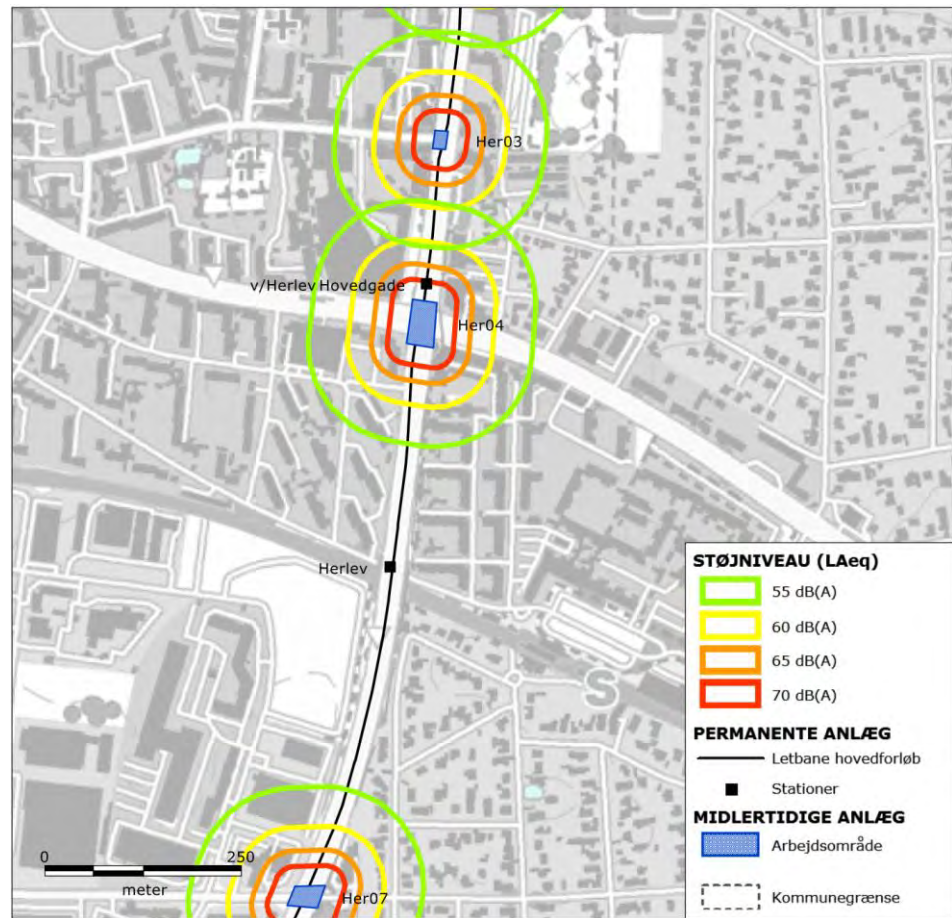 Her03
v/Herlev Hovedgade
Her04
Herlev
S
Her07
0
250
meter
STØJNIVEAU (LAeq)
55 dB(A)
60 dB(A)
65 dB(A)
70 dB(A)
PERMANENTE ANLÆG
Letbane hovedforløb
Stationer
MIDLERTIDIGE ANLÆG
Arbejdsområde
Kommunegrænse